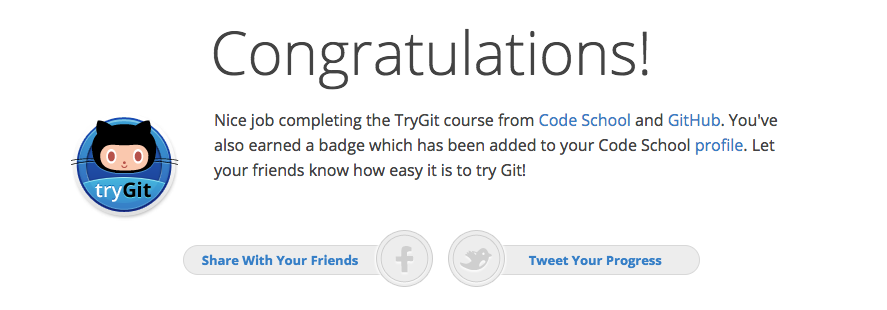 Congratulations!
Nice job completing the TryGit course from Code School and GitHub. You've
also earned a badge which has been added to your Code School profile. Let
your friends know how easy it is to try Git!
tryGit
Share With Your Friends
Tweet Your Progress